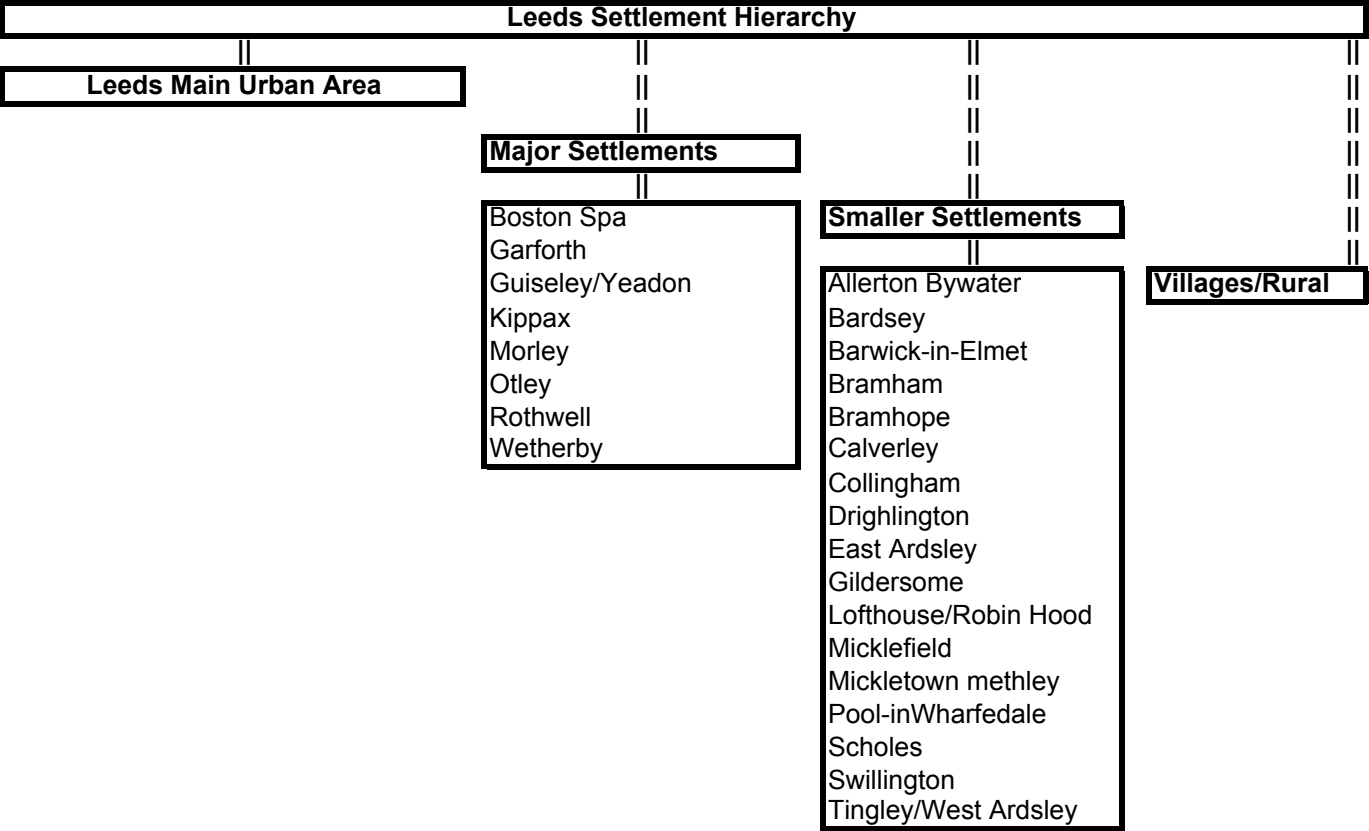 Leeds Settlement Hierarchy
|| || || ||
Leeds Main Urban Area || || ||
|| || ||
Major Settlements || ||
|| || ||
Boston Spa Smaller Settlements ||
Garforth || ||
Guiseley/Yeadon Allerton Bywater Villages/Rural
Kippax Bardsey
Morley Barwick-in-Elmet
Otley Bramham
Rothwell Bramhope
Wetherby Calverley
Collingham
Drighlington
East Ardsley
Gildersome
Lofthouse/Robin Hood
Micklefield
Mickletown methley
Pool-inWharfedale
Scholes
Swillington
Tingley/West Ardsley